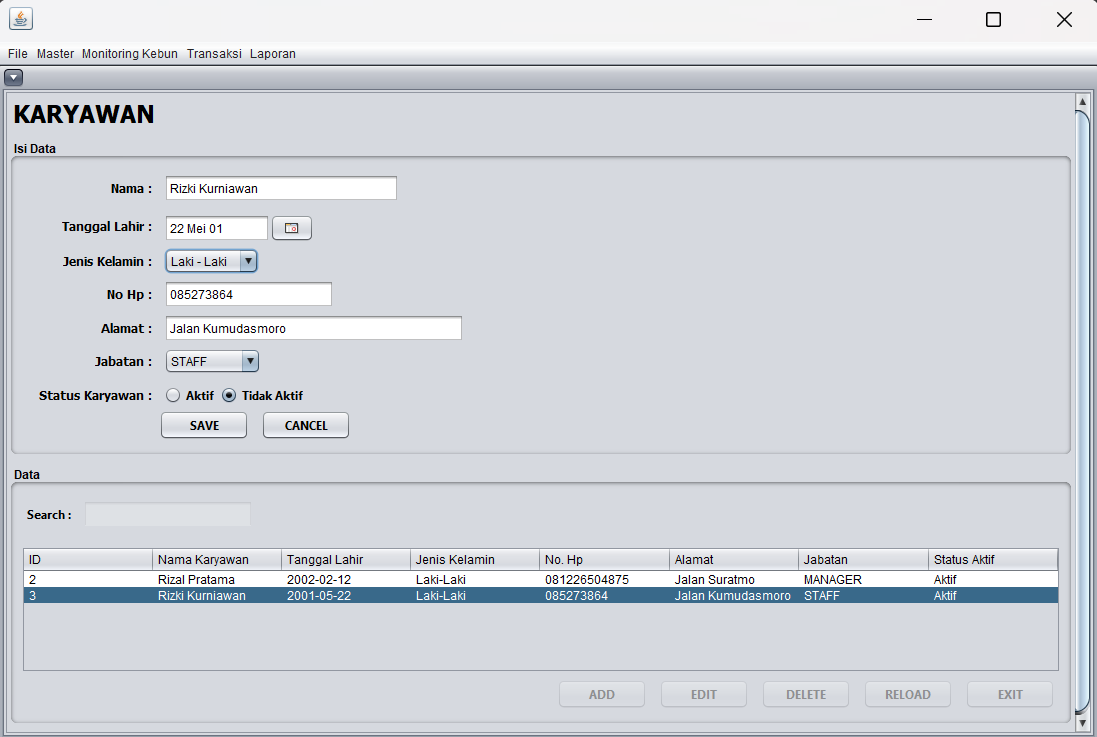 File Master Monitoring Kebun Transaksi Laporan
KARYAWAN
Isi Data
Nama : Rizki Kurniawan
Tanggal Lahir : 22 Mei 01
Jenis Kelamin : Laki - Laki
No Hp : 085273864
Alamat : Jalan Kumudasmoro
Jabatan : STAFF
Status Karyawan : Aktif Tidak Aktif
SAVE CANCEL
Data
Search :
ID Nama Karyawan Tanggal Lahir Jenis Kelamin No. Hp Alamat Jabatan Status Aktif
2 Rizal Pratama 2002-02-12 Laki-Laki 081226504875 Jalan Suratmo MANAGER Aktif
3 Rizki Kurniawan 2001-05-22 Laki-Laki 085273864 Jalan Kumudasmoro STAFF Aktif
ADD EDIT DELETE RELOAD EXIT